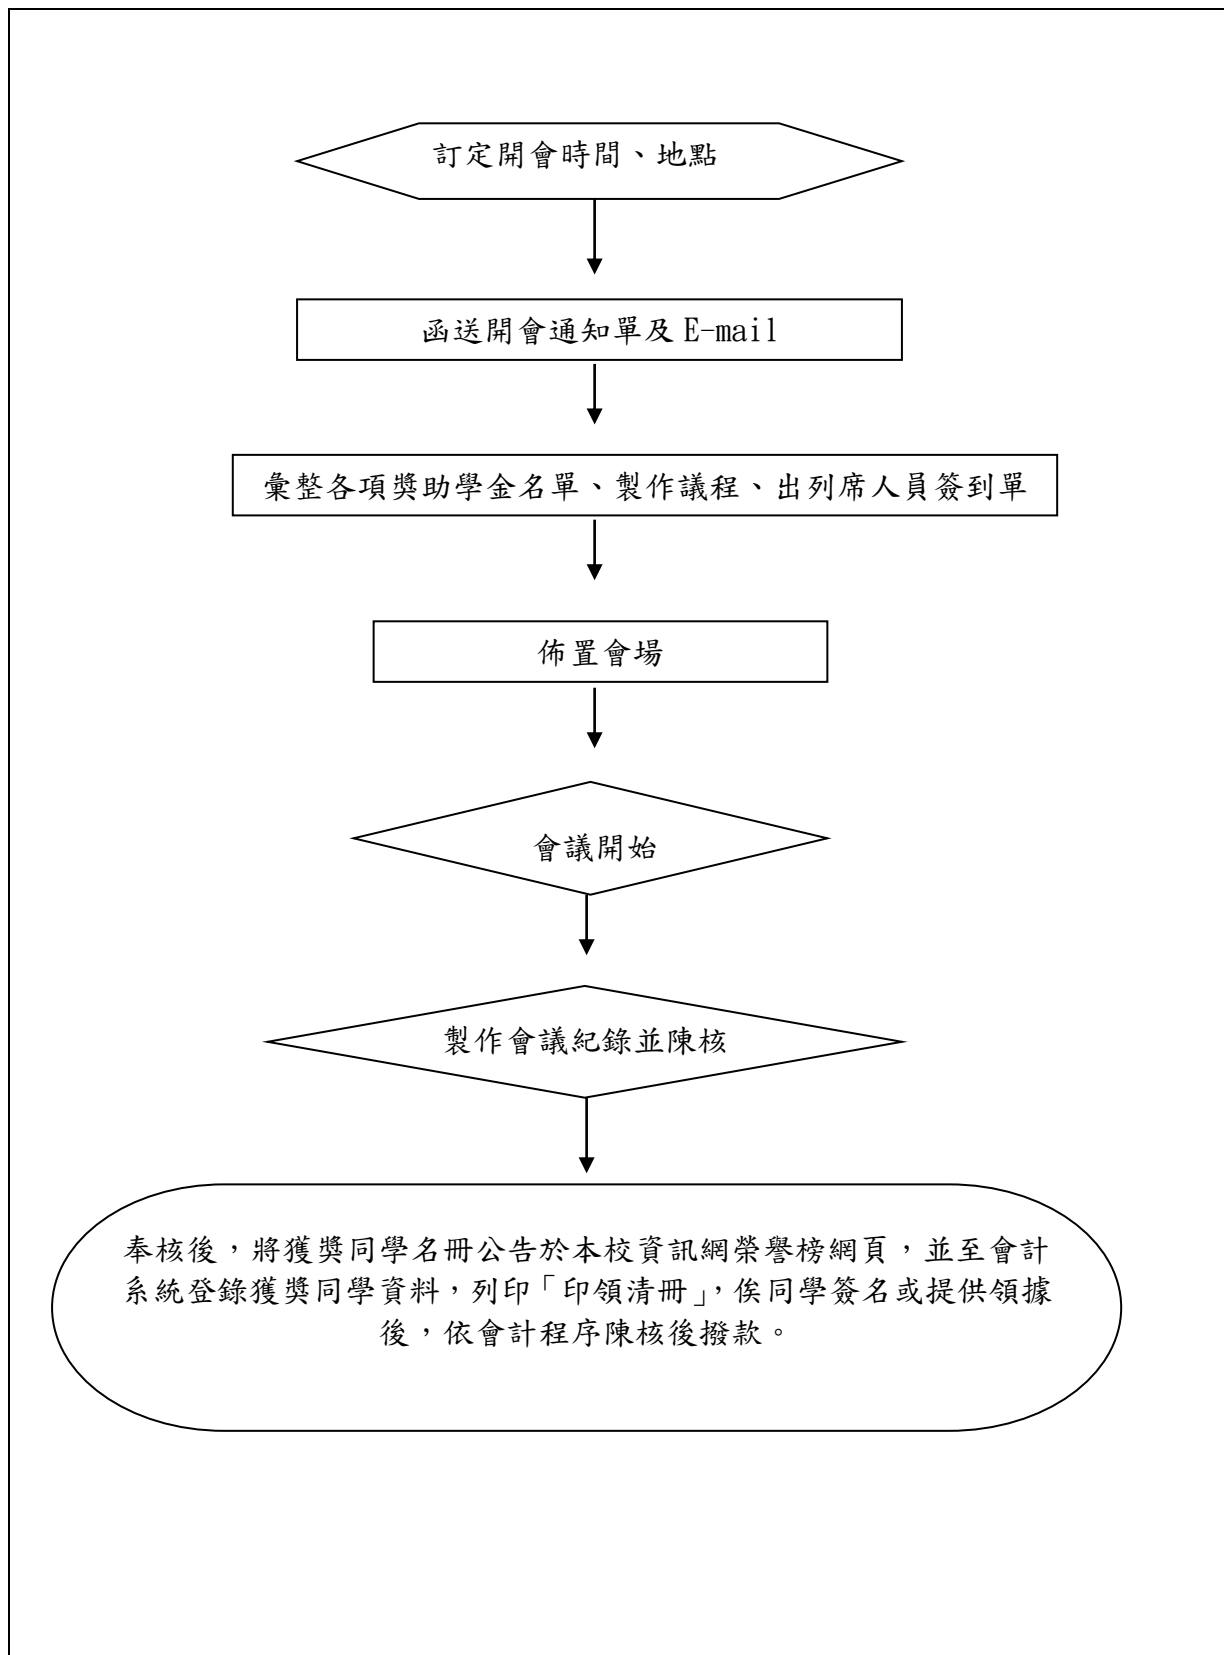 訂定開會時間、地點
函送開會通知單及 E-mail
彙整各項獎助學金名單、製作議程、出列席人員簽到單
佈置會場
會議開始
製作會議紀錄並陳核
奉核後，將獲獎同學名冊公告於本校資訊網榮譽榜網頁，並至會計
系統登錄獲獎同學資料，列印「印領清冊」，俟同學簽名或提供領據
後，依會計程序陳核後撥款。